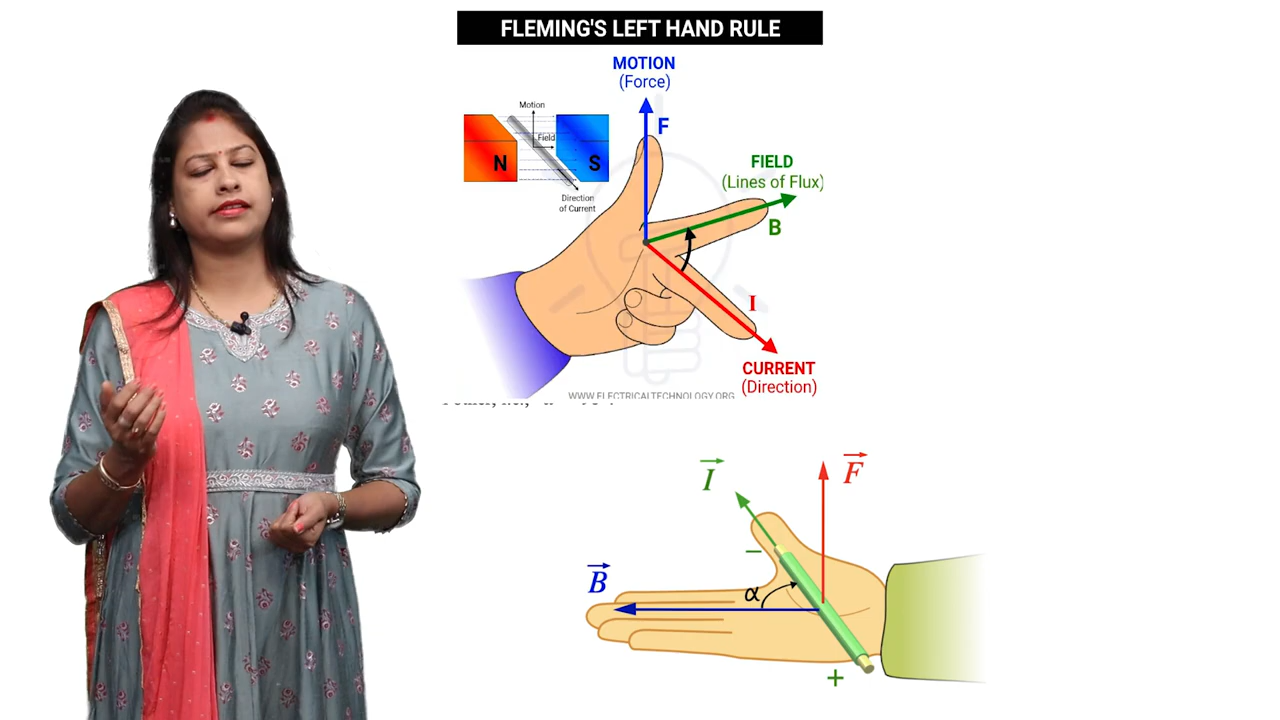 FLEMING'S LEFT HAND RULE
MOTION
(Force)
F
Motion
Field
N
S
Direction
of Current
FIELD
(Lines of Flux)
B
I
CURRENT
(Direction)
WWW.ELECTRICALTECHNOLOGY.ORG
I
F
B
α
−
+